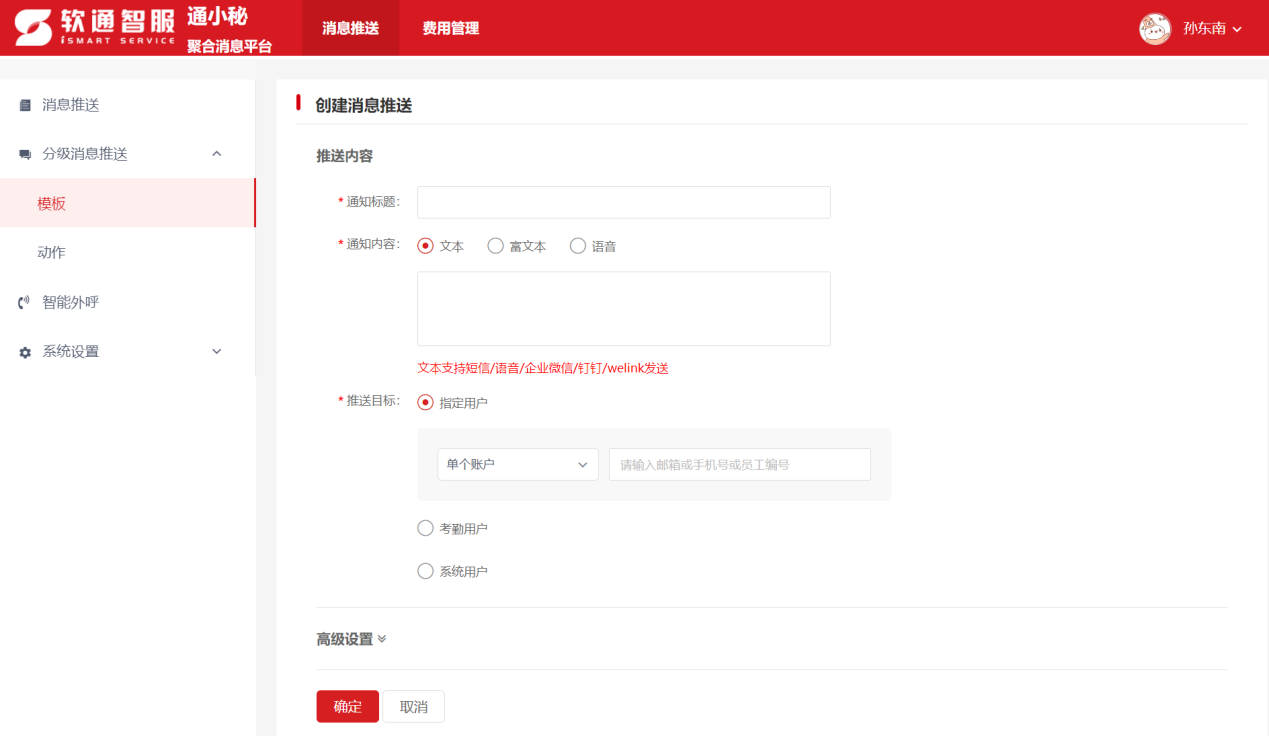 软通智服
iSMART SERVICE
通小秘
聚合消息平台
消息推送
费用管理
孙东南
消息推送
分级消息推送
模板
动作
智能外呼
系统设置
创建消息推送
推送内容
* 通知标题:
* 通知内容: 文本 富文本 语音
文本支持短信/语音/企业微信/钉钉/welink发送
* 推送目标: 指定用户
单个账户 请输入邮箱或手机号或员工编号
考勤用户
系统用户
高级设置
确定 取消